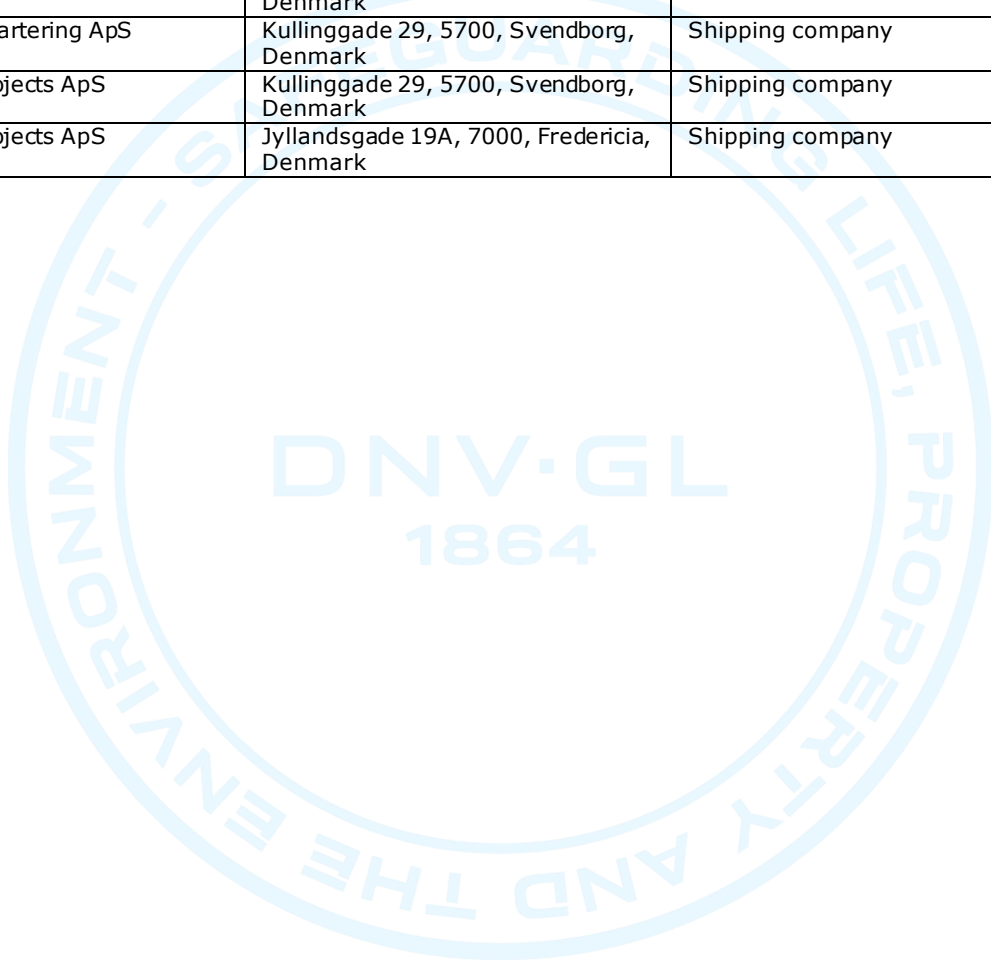 Denmark
artering ApS Kullinggade 29, 5700, Svendborg, Shipping company
Denmark
jects ApS Kullinggade 29, 5700, Svendborg, Shipping company
Denmark
jects ApS Jyllandsgade 19A, 7000, Fredericia, Shipping company
Denmark
SAFEGUARDING LIFE, PROPERTY AND THE ENVIRONMENT -
DNV·GL
1864